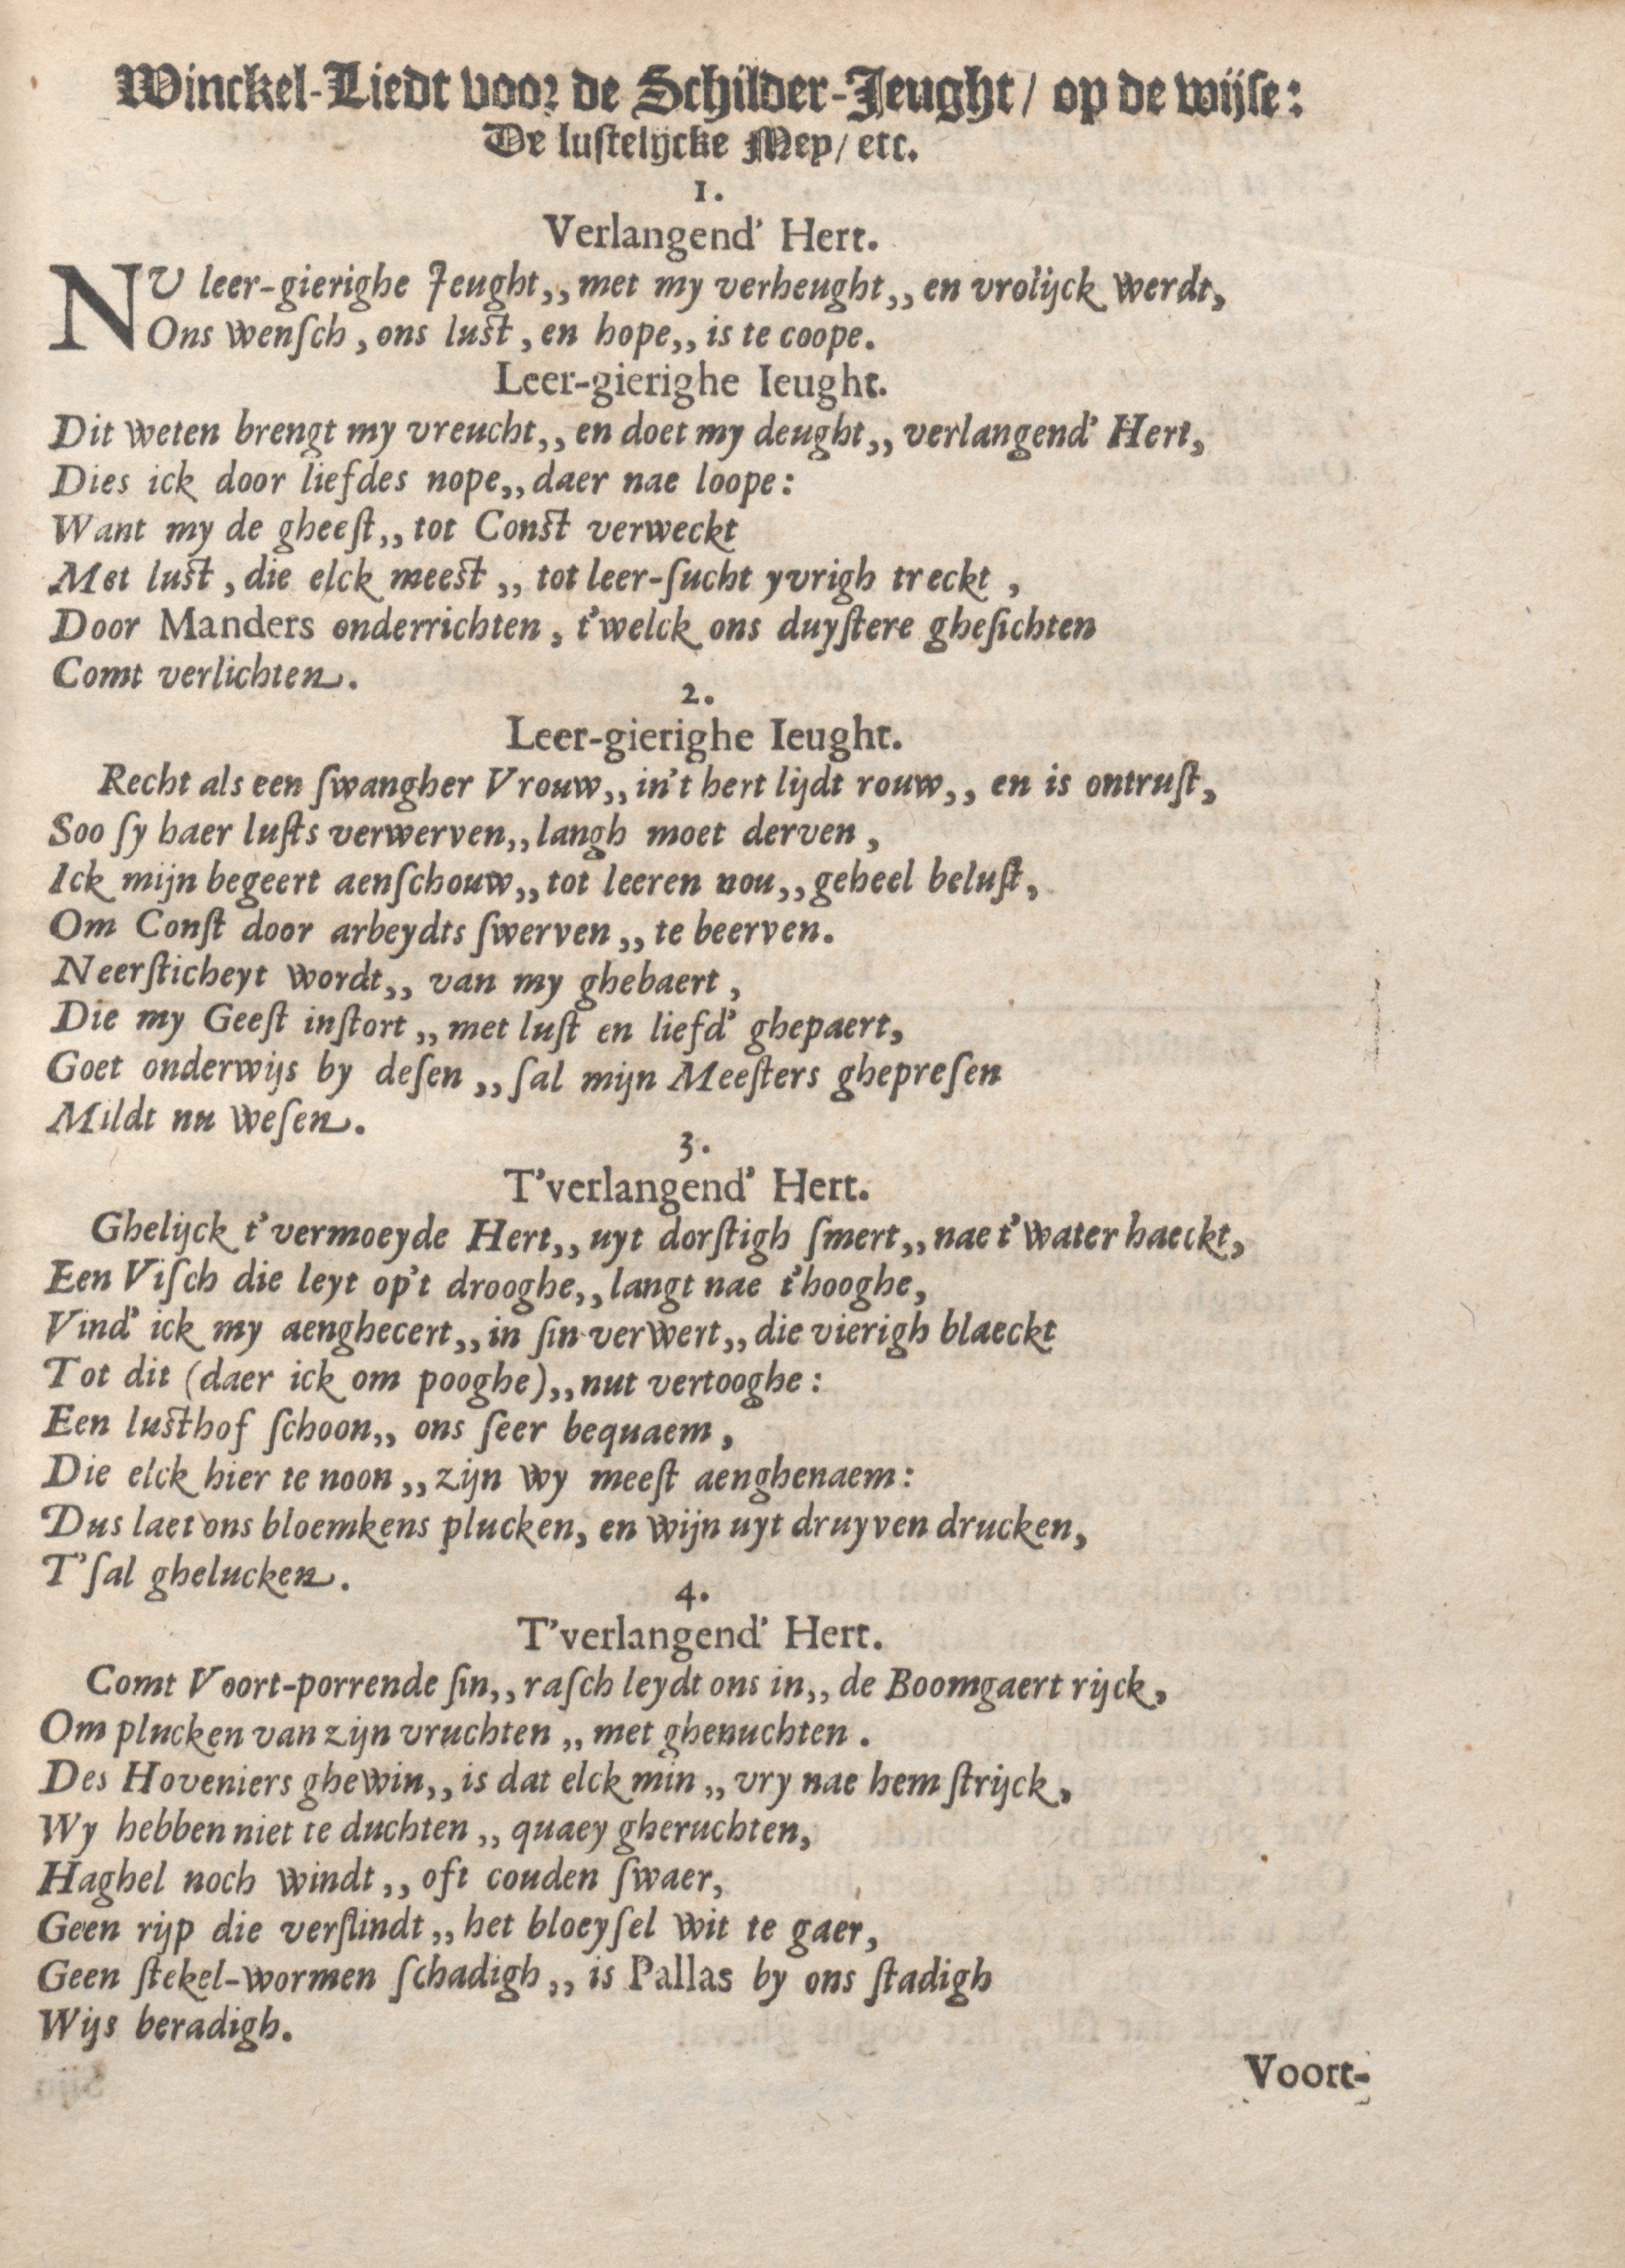 Winckel-Liedt voor de Schilder-Jeught/ op de wijse:
De lustelijcke Mey/ etc.
1.
Verlangend' Hert.
NU leer-gierighe Jeught,, met my verheught,, en vrolijck werdt,
Ons wensch, ons lust, en hope,, is te coope.
Leer-gierighe Ieught.
Dit weten brengt my vreucht,, en doet my deught,, verlangend' Hert,
Dies ick door liefdes nope,, daer nae loope:
Want my de gheest,, tot Const verweckt
Met lust, die elck meest,, tot leer-sucht yvrigh treckt,
Door Manders onderrichten, t'welck ons duystere ghesichten
Comt verlichten.
2.
Leer-gierighe Ieught.
Recht als een swangher Vrouw,, in't hert lijdt rouw,, en is ontrust,
Soo sy haer lusts verwerven,, langh moet derven,
Ick mijn begeert aenschouw,, tot leeren nou,, geheel belust,
Om Const door arbeydts swerven,, te beerven.
Neersticheyt wordt,, van my ghebaert,
Die my Geest instort,, met lust en liefd' ghepaert,
Goet onderwijs by desen,, sal mijn Meesters ghepresen
Mildt nu wesen.
3.
T'verlangend' Hert.
Ghelijck t'vermoeyde Hert,, uyt dorstigh smert,, nae t'water haeckt,
Een Visch die leyt op't drooghe,, langt nae t'hooghe,
Vind' ick my aenghecert,, in sin verwert,, die vierigh blaeckt
Tot dit (daer ick om pooghe),, nut vertooghe:
Een lusthof schoon,, ons seer bequaem,
Die elck hier te noon,, zijn wy meest aenghenaem:
Dus laet ons bloemkens plucken, en wijn uyt druyven drucken,
T'sal ghelucken.
4.
T'verlangend' Hert.
Comt Voort-porrende sin,, rasch leydt ons in,, de Boomgaert rijck,
Om plucken van zijn vruchten,, met ghenuchten.
Des Hoveniers ghewin,, is dat elck min,, vry nae hem strijck,
Wy hebben niet te duchten,, quaey gheruchten,
Haghel noch windt,, oft couden swaer,
Geen rijp die verslindt,, het bloeysel wit te gaer,
Geen stekel-wormen schadigh,, is Pallas by ons stadigh
Wijs beradigh.
Voort-